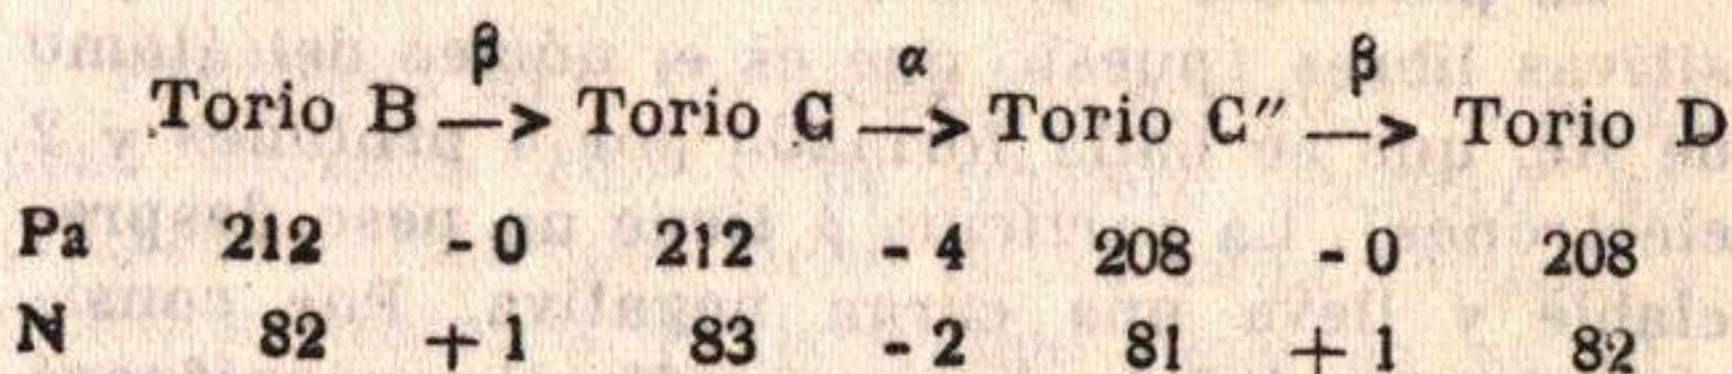 β α β
Torio B —> Torio C —> Torio C″ —> Torio D
Pa 212 - 0 212 - 4 208 - 0 208
N 82 + 1 83 - 2 81 + 1 82